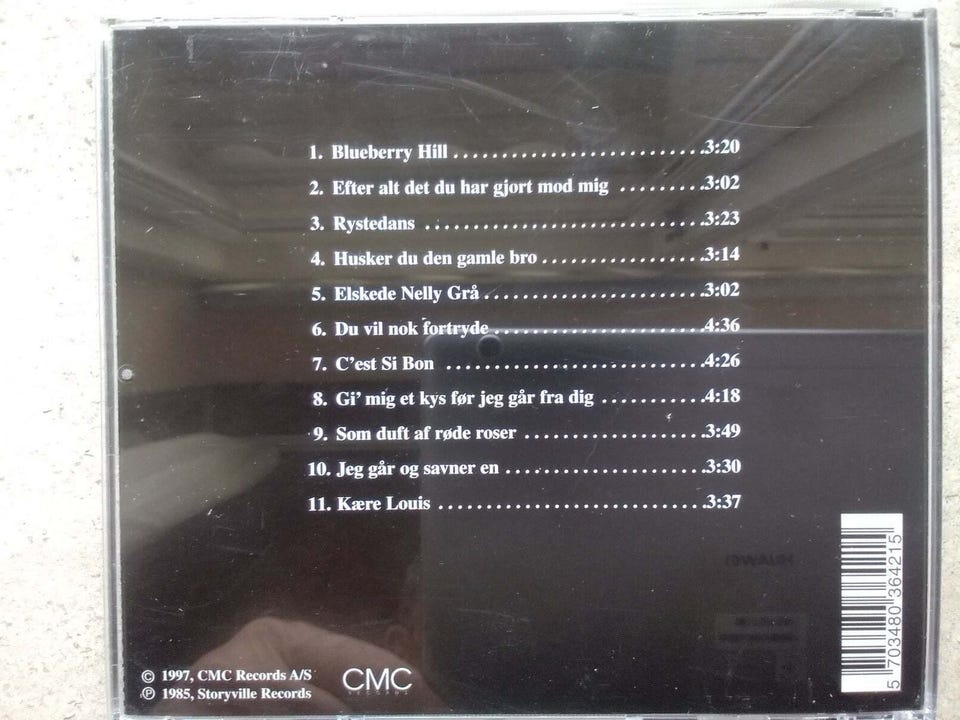 1. Blueberry Hill.........................3:20
2. Efter alt det du har gjort mod mig .........3:02
3. Rystedans ............................3:23
4. Husker du den gamle bro................3:14
5. Elskede Nelly Grå......................3:02
6. Du vil nok fortryde.....................4:36
7. C'est Si Bon ..........................4:26
8. Gi' mig et kys før jeg går fra dig ...........4:18
9. Som duft af røde roser ..................3:49
10. Jeg går og savner en....................3:30
11. Kære Louis ...........................3:37
© 1997, CMC Records A/S
℗ 1985, Storyville Records
CMC
RECORDS
5 703480 364215
HUAWEI